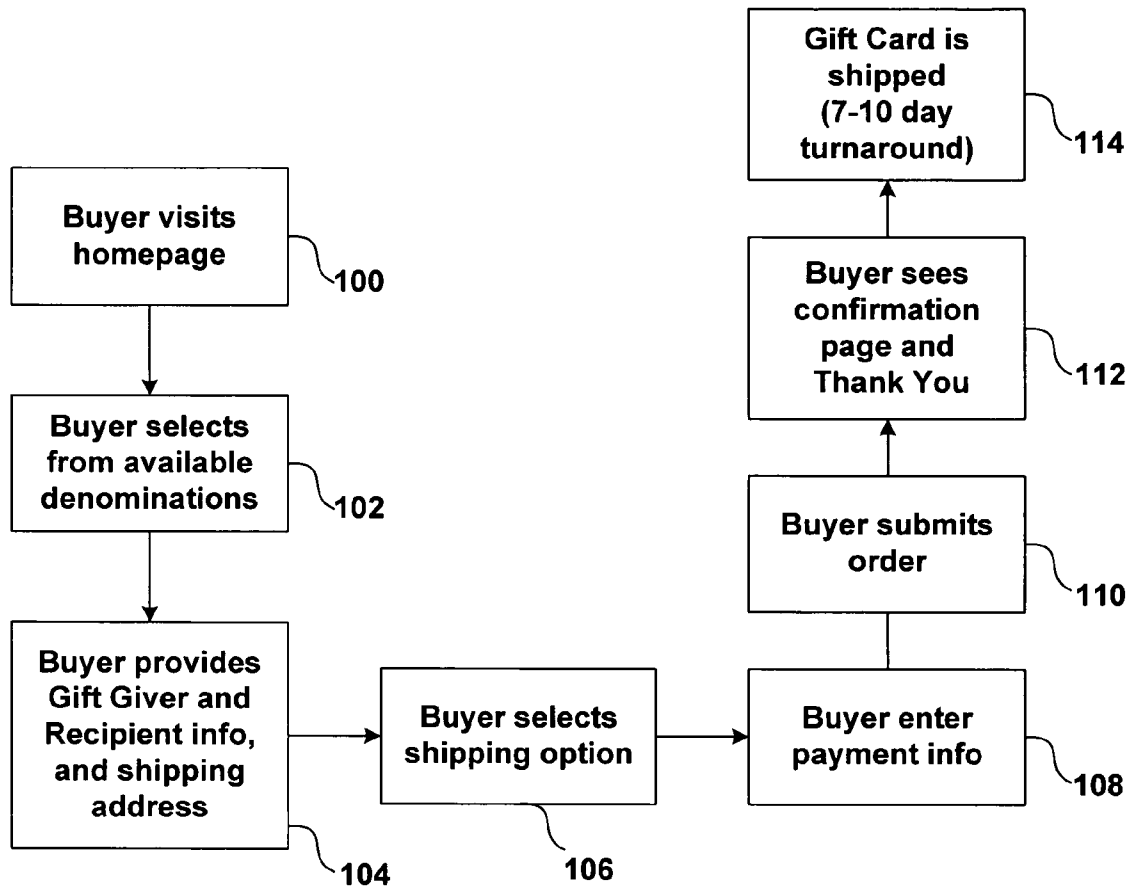 Buyer visits
homepage
100
Buyer selects
from available
denominations
102
Buyer provides
Gift Giver and
Recipient info,
and shipping
address
104
Buyer selects
shipping option
106
Buyer enter
payment info
108
Buyer submits
order
110
Buyer sees
confirmation
page and
Thank You
112
Gift Card is
shipped
(7-10 day
turnaround)
114